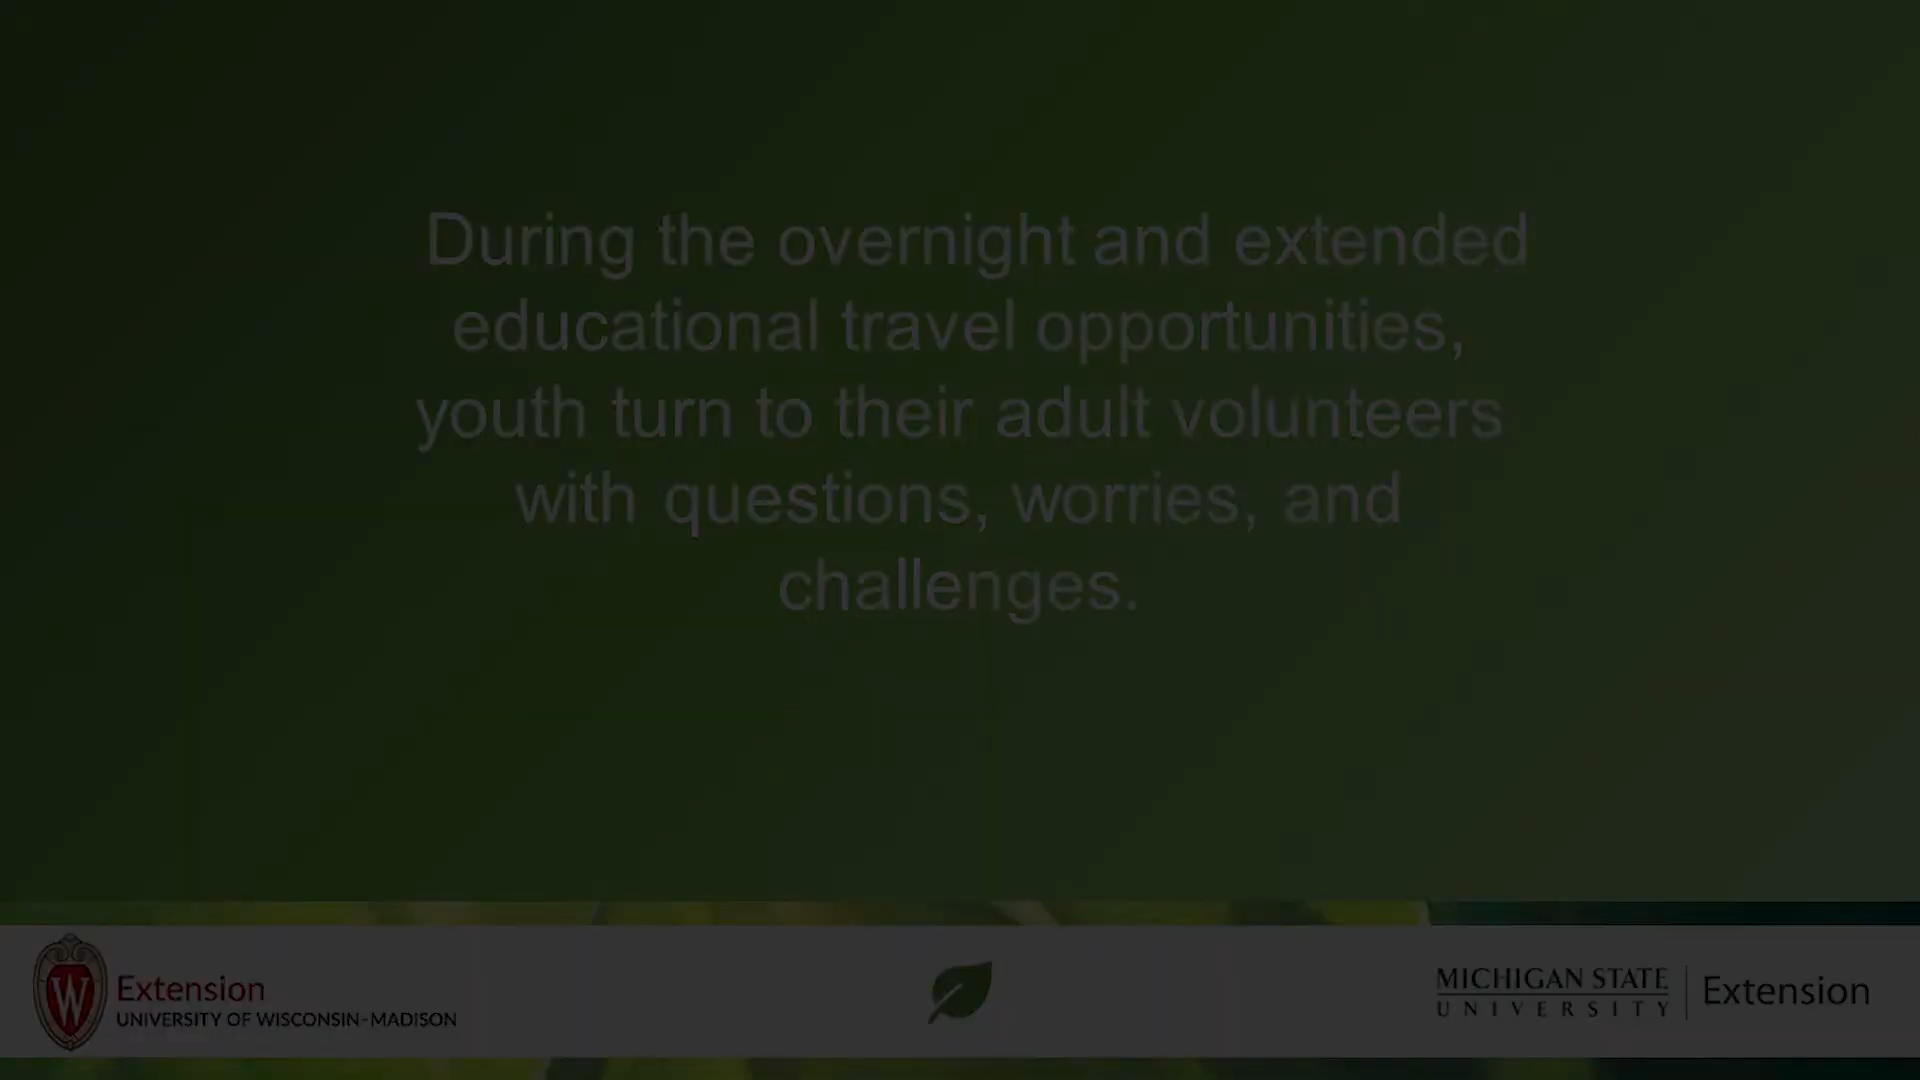 During the overnight and extended
educational travel opportunities,
youth turn to their adult volunteers
with questions, worries, and
challenges.
W
Extension
UNIVERSITY OF WISCONSIN–MADISON
MICHIGAN STATE
UNIVERSITY
Extension